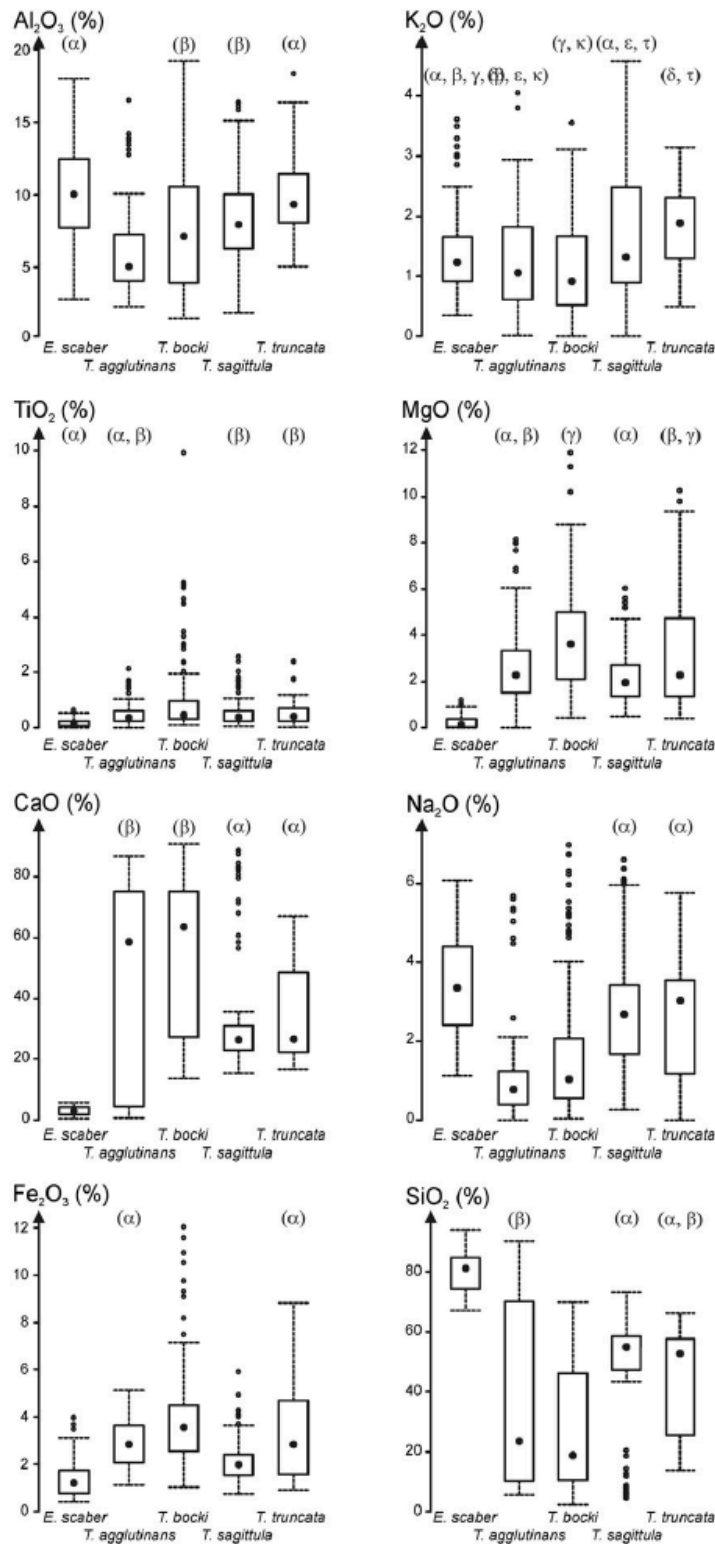 Al₂O₃ (%)
(α) (β) (β) (α)
20
15
10
5
0
E. scaber T. bocki T. truncata
T. agglutinans T. sagittula
K₂O (%)
(γ, κ) (α, ε, τ)
(α, β, γ, δ) ε, κ) (δ, τ)
4
3
2
1
0
E. scaber T. bocki T. truncata
T. agglutinans T. sagittula
TiO₂ (%)
(α) (α, β) (β) (β)
10
8
6
4
2
0
E. scaber T. bocki T. truncata
T. agglutinans T. sagittula
MgO (%)
(α, β) (γ) (α) (β, γ)
12
10
8
6
4
2
0
E. scaber T. bocki T. truncata
T. agglutinans T. sagittula
CaO (%)
(β) (β) (α) (α)
80
60
40
20
0
E. scaber T. bocki T. truncata
T. agglutinans T. sagittula
Na₂O (%)
(α) (α)
6
4
2
0
E. scaber T. bocki T. truncata
T. agglutinans T. sagittula
Fe₂O₃ (%)
(α) (α)
12
10
8
6
4
2
0
E. scaber T. bocki T. truncata
T. agglutinans T. sagittula
SiO₂ (%)
(β) (α) (α, β)
80
60
40
20
0
E. scaber T. bocki T. truncata
T. agglutinans T. sagittula